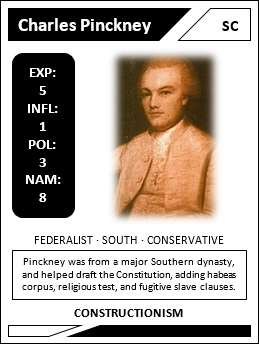 Charles Pinckney
SC
EXP:
5
INFL:
1
POL:
3
NAM:
8
FEDERALIST · SOUTH · CONSERVATIVE
Pinckney was from a major Southern dynasty,
and helped draft the Constitution, adding habeas
corpus, religious test, and fugitive slave clauses.
CONSTRUCTIONISM